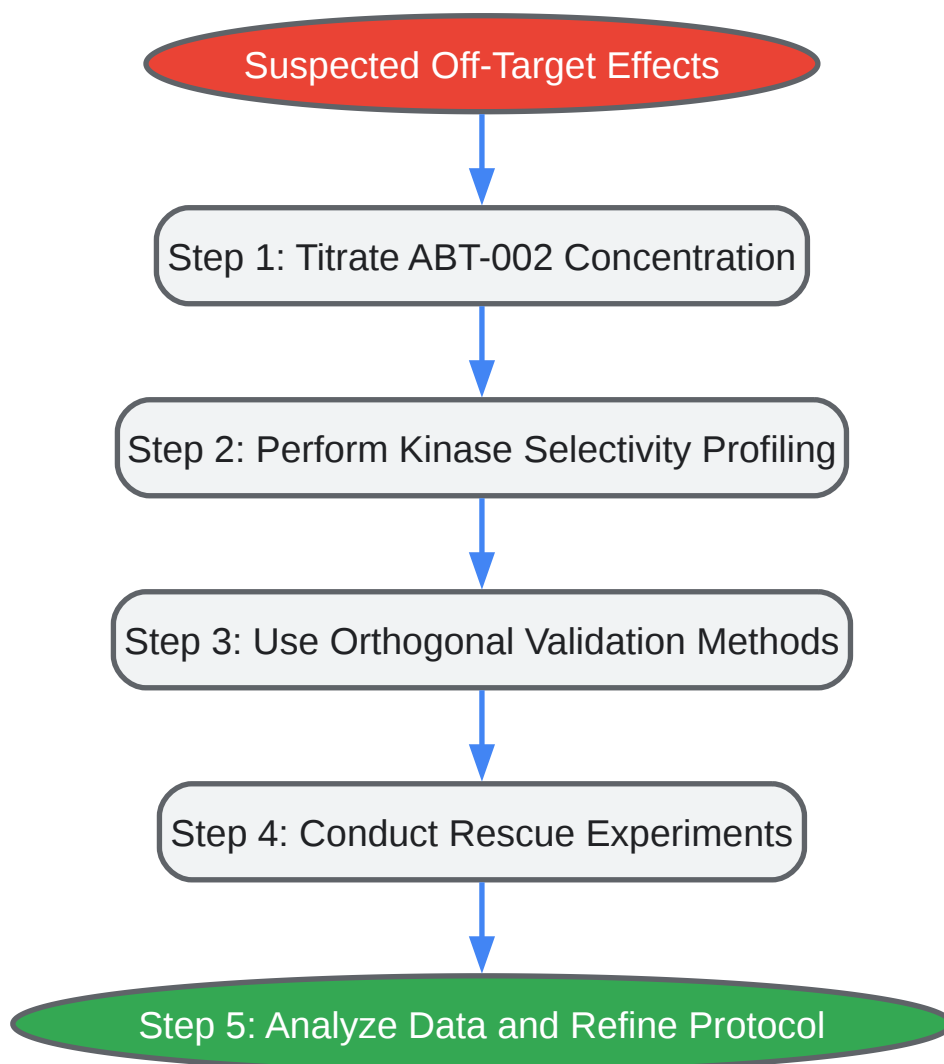 Suspected Off-Target Effects
Step 1: Titrate ABT-002 Concentration
Step 2: Perform Kinase Selectivity Profiling
Step 3: Use Orthogonal Validation Methods
Step 4: Conduct Rescue Experiments
Step 5: Analyze Data and Refine Protocol